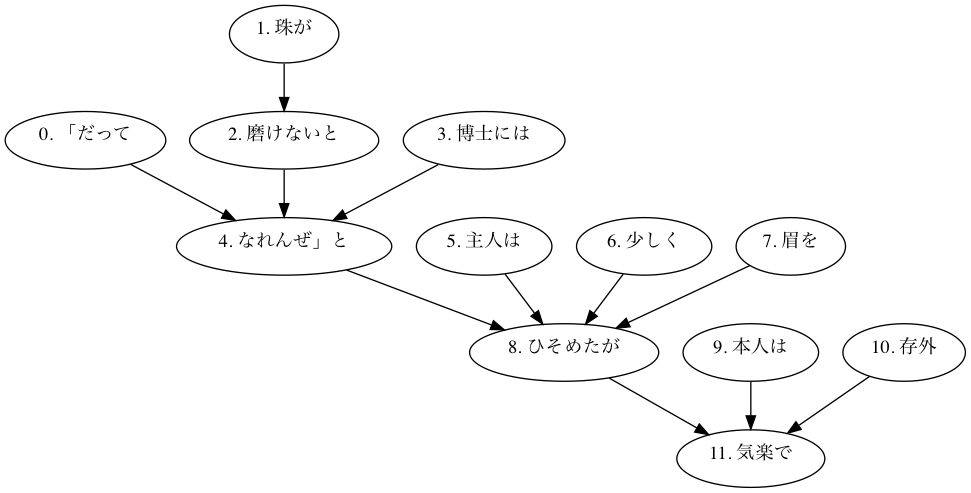 1. 珠が
0. 「だって
2. 磨けないと
3. 博士には
4. なれんぜ」と
5. 主人は
6. 少しく
7. 眉を
8. ひそめたが
9. 本人は
10. 存外
11. 気楽で